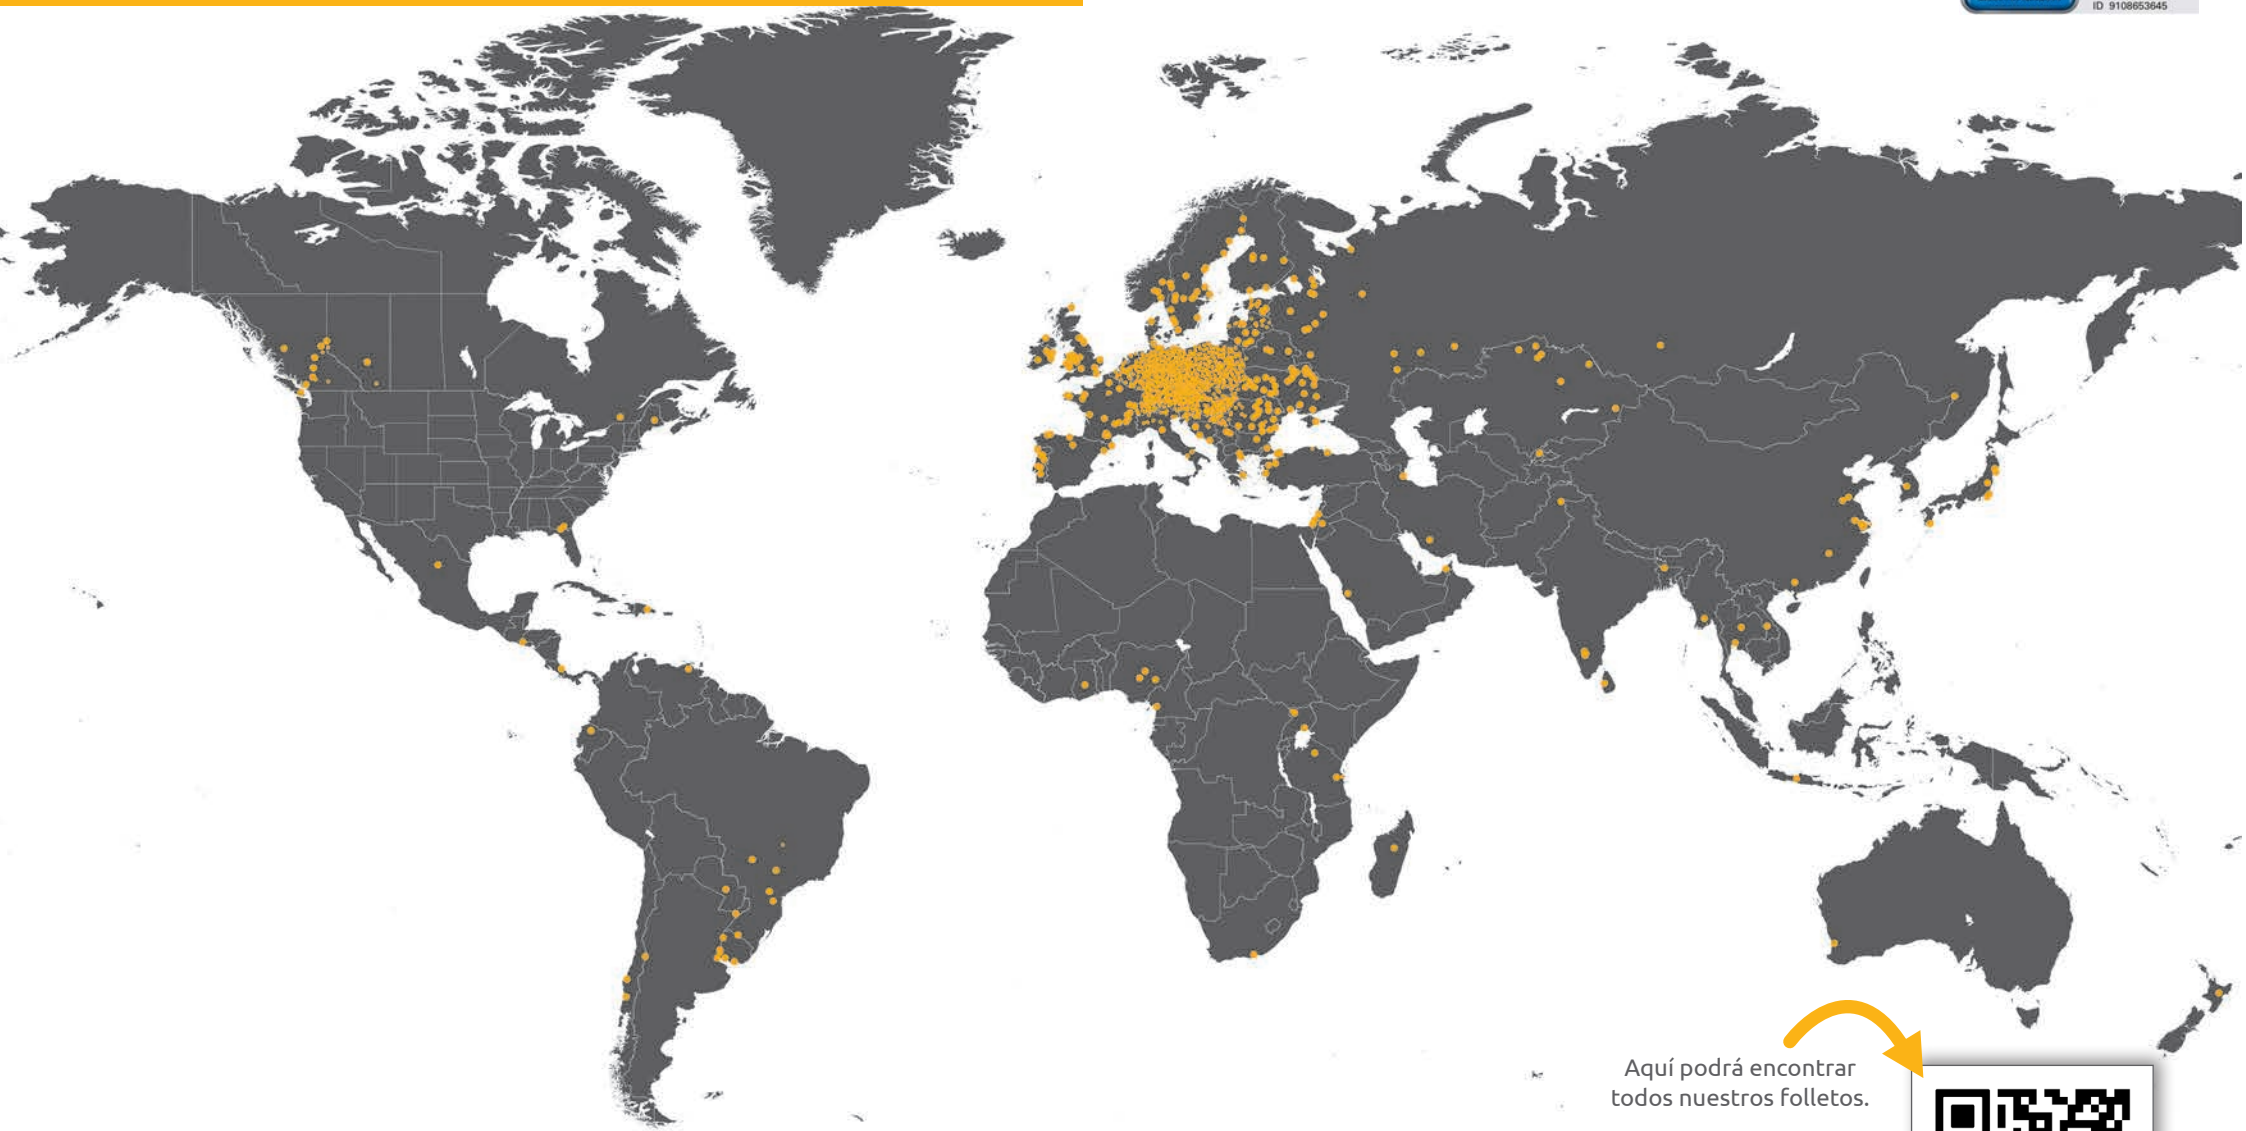 ID 9108653645
Aquí podrá encontrar
todos nuestros folletos.